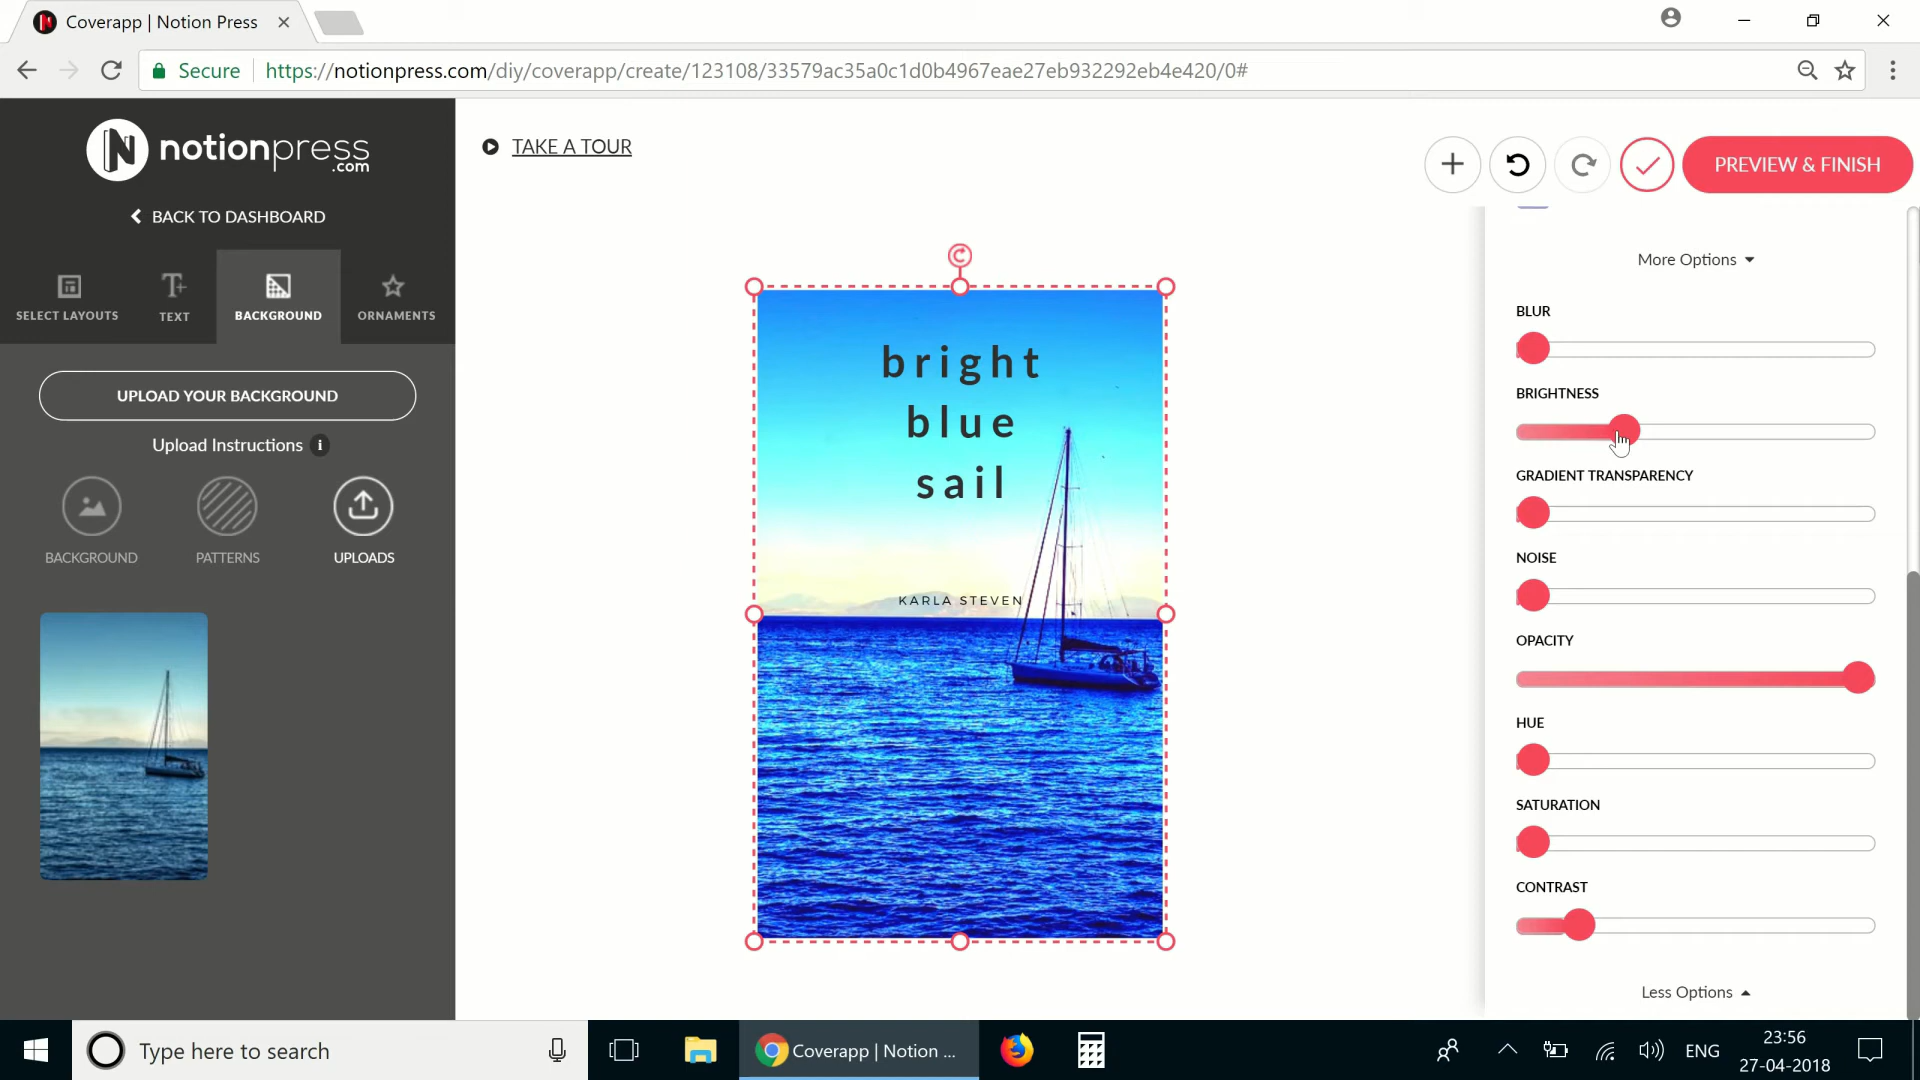 Coverapp | Notion Press
Secure
https://notionpress.com/diy/coverapp/create/123108/33579ac35a0c1d0b4967eae27eb932292eb4e420/0#
notionpress
.com
BACK TO DASHBOARD
TAKE A TOUR
PREVIEW & FINISH
SELECT LAYOUTS
TEXT
BACKGROUND
ORNAMENTS
UPLOAD YOUR BACKGROUND
Upload Instructions
BACKGROUND
PATTERNS
UPLOADS
bright
blue
sail
KARLA STEVEN
More Options
BLUR
BRIGHTNESS
GRADIENT TRANSPARENCY
NOISE
OPACITY
HUE
SATURATION
CONTRAST
Less Options
Type here to search
Coverapp | Notion ...
ENG
23:56
27-04-2018